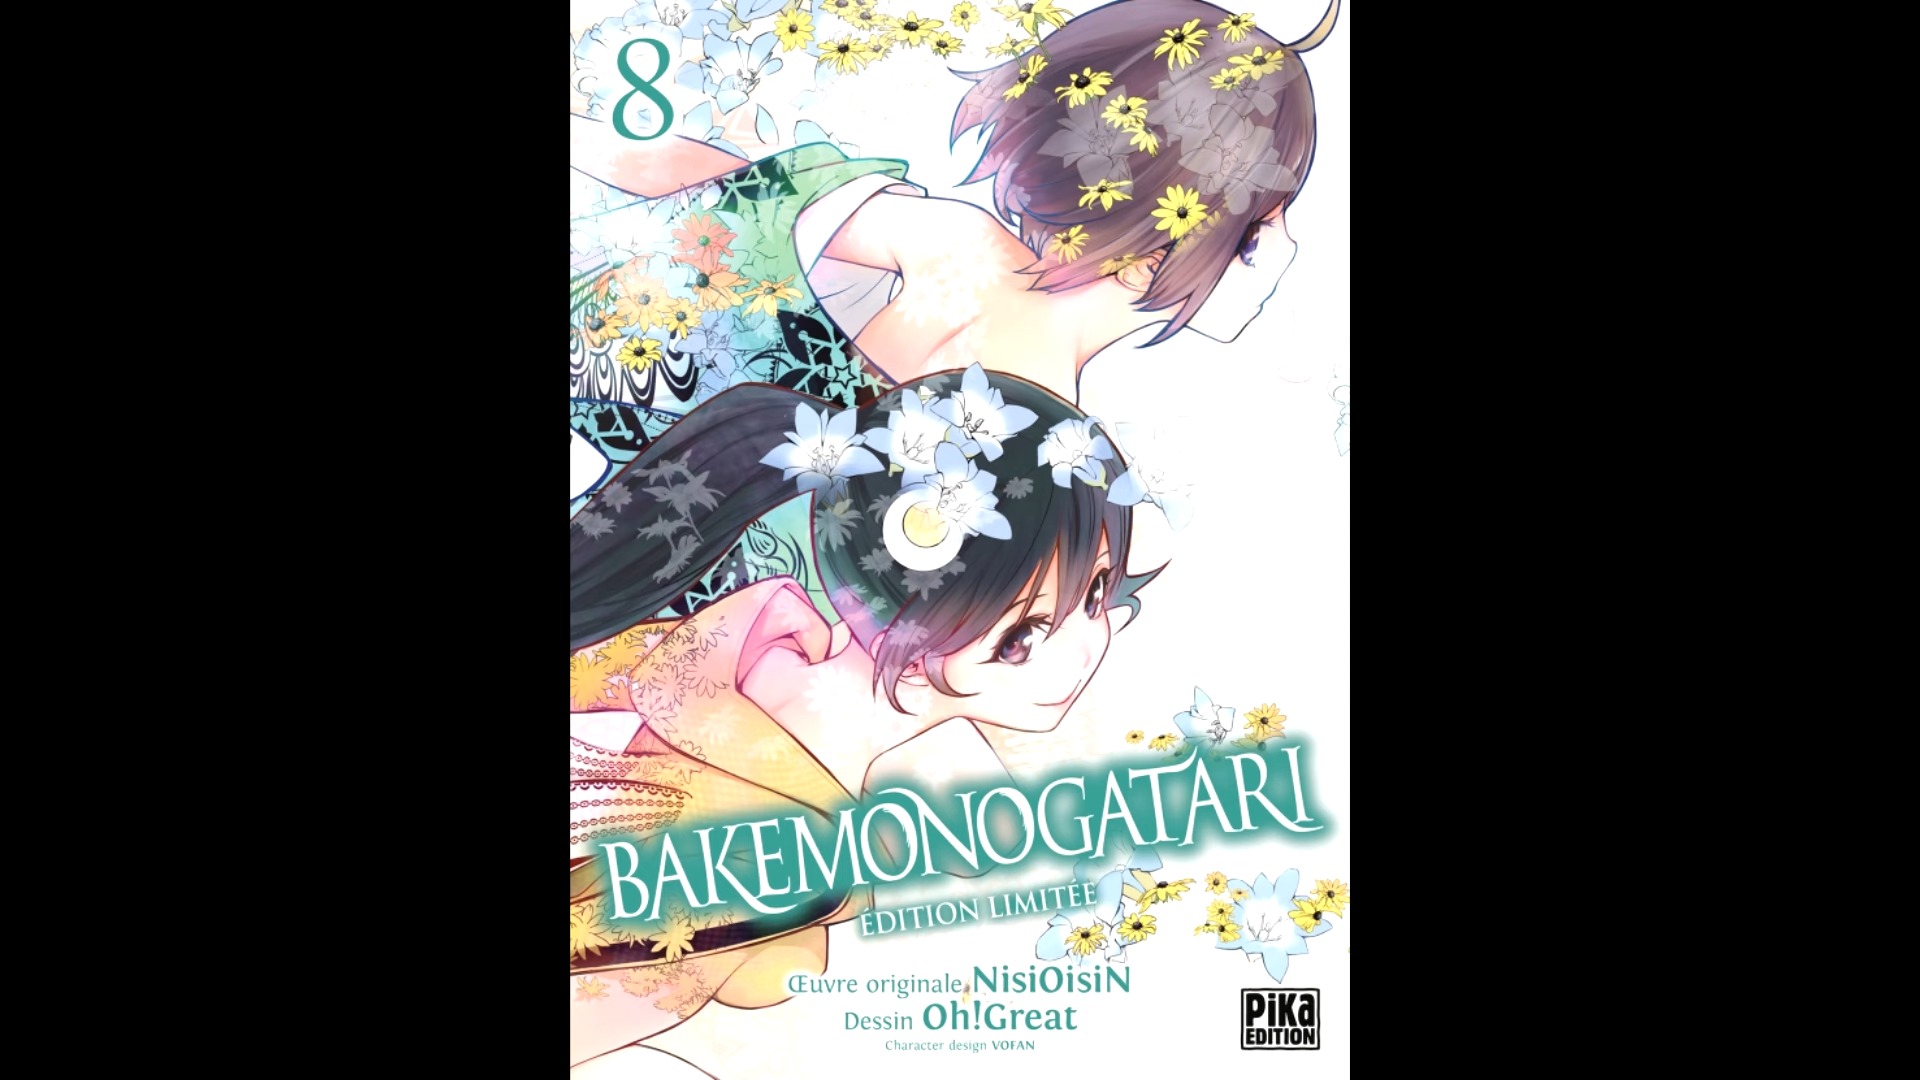 8
BAKEMONOGATARI
ÉDITION LIMITÉE
Œuvre originale NisiOisiN
Dessin Oh!Great
Character design VOFAN
PiKa
EDITION